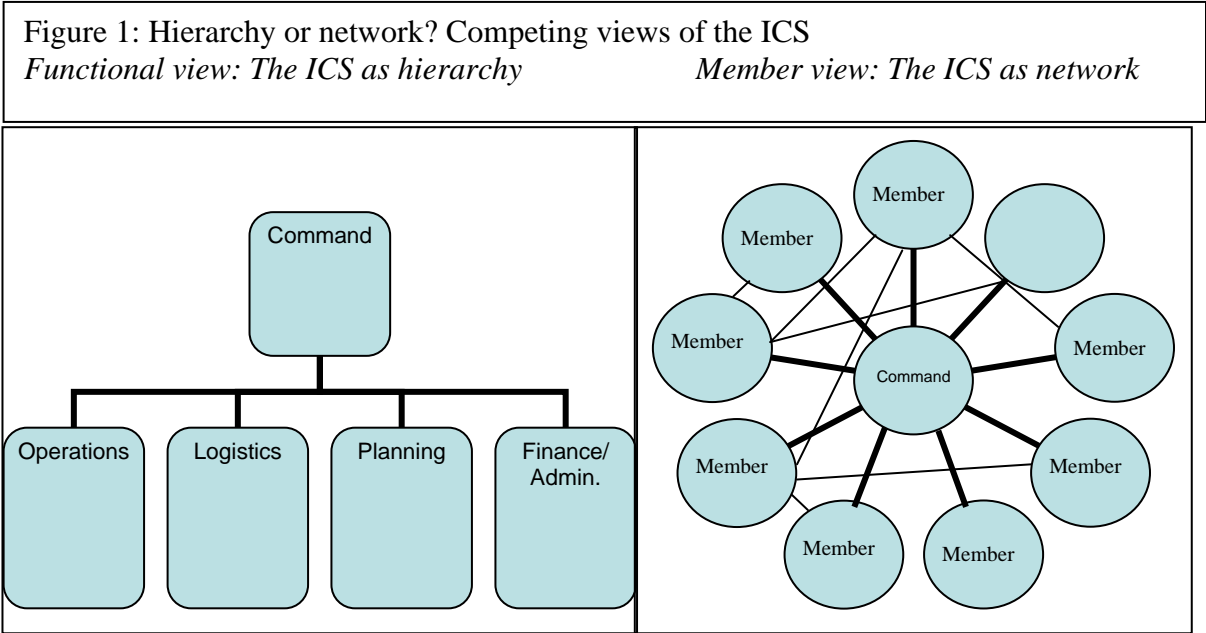 Figure 1: Hierarchy or network? Competing views of the ICS
Functional view: The ICS as hierarchy Member view: The ICS as network
Command
Operations
Logistics
Planning
Finance/
Admin.
Member
Member
Member
Member
Command
Member
Member
Member
Member